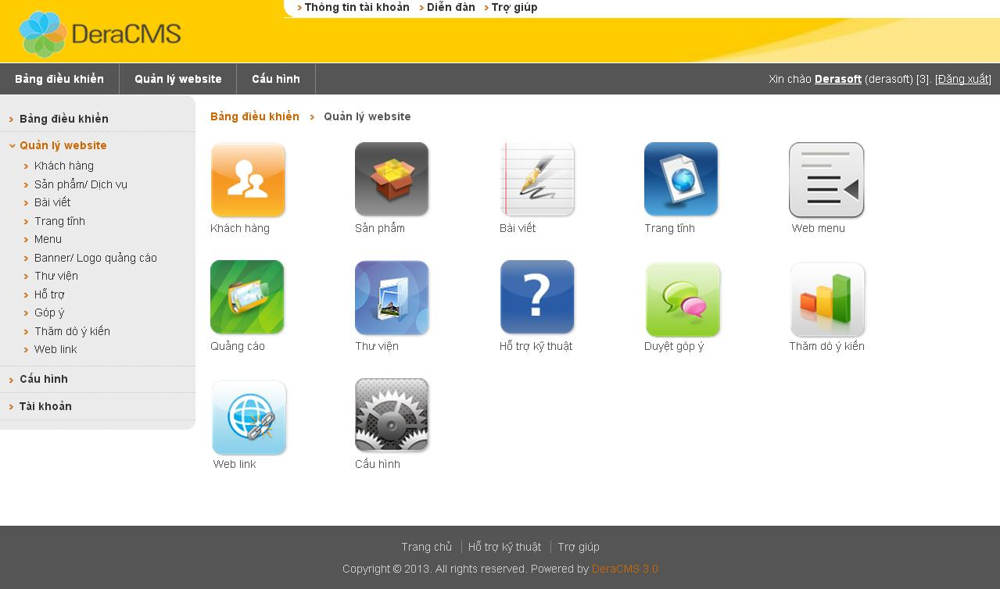 Thông tin tài khoản Diễn đàn Trợ giúp
DeraCMS
Bảng điều khiển Quản lý website Cấu hình Xin chào Derasoft (derasoft) [3]. [Đăng xuất]
Bảng điều khiển
Quản lý website
Khách hàng
Sản phẩm/ Dịch vụ
Bài viết
Trang tĩnh
Menu
Banner/ Logo quảng cáo
Thư viện
Hỗ trợ
Góp ý
Thăm dò ý kiến
Web link
Cấu hình
Tài khoản
Bảng điều khiển Quản lý website
Khách hàng Sản phẩm Bài viết Trang tĩnh Web menu
?
Quảng cáo Thư viện Hỗ trợ kỹ thuật Duyệt góp ý Thăm dò ý kiến
Web link Cấu hình
Trang chủ Hỗ trợ kỹ thuật Trợ giúp
Copyright © 2013. All rights reserved. Powered by DeraCMS 3.0